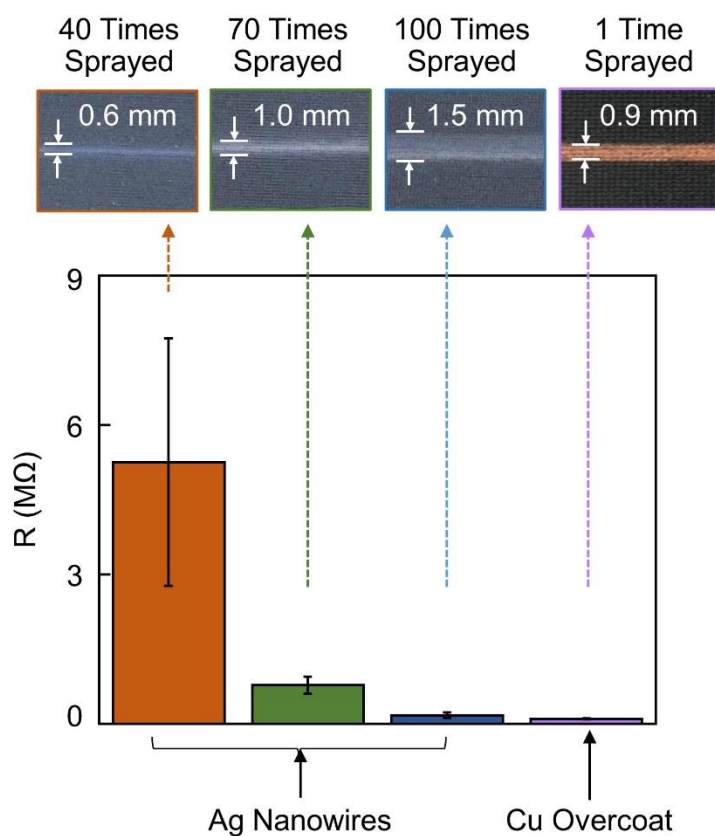 40 Times
Sprayed
70 Times
Sprayed
100 Times
Sprayed
1 Time
Sprayed
0.6 mm
1.0 mm
1.5 mm
0.9 mm
9
6
3
0
R (MΩ)
Ag Nanowires
Cu Overcoat